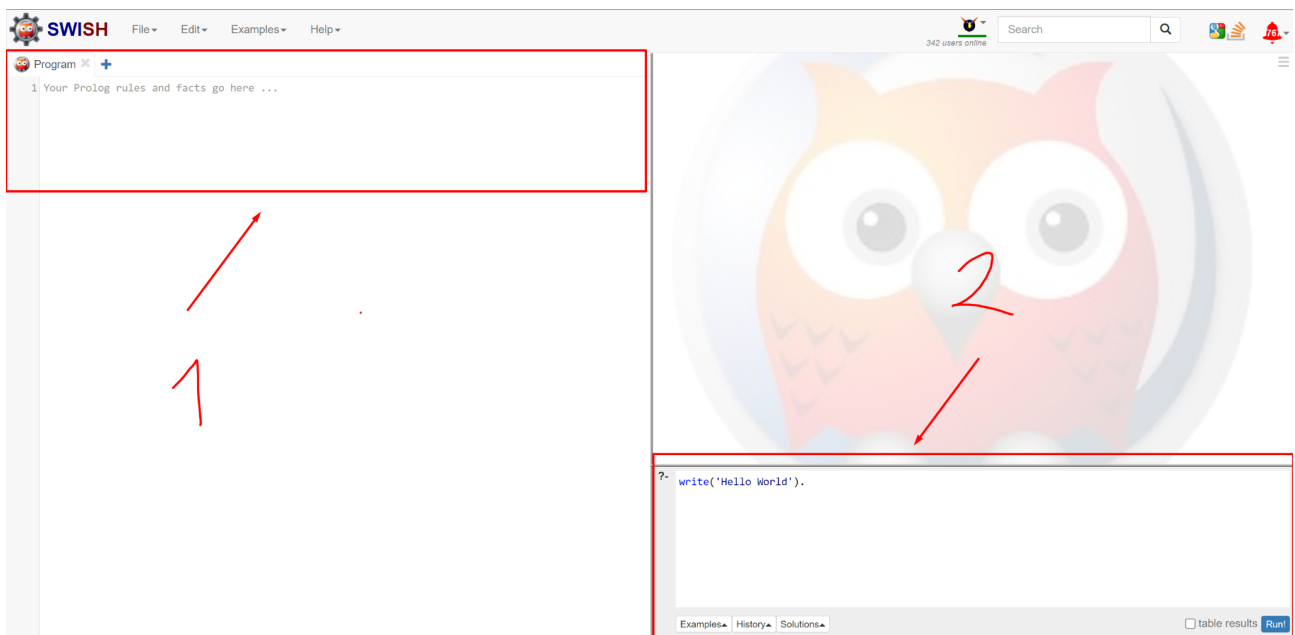 SWISH File Edit Examples Help 342 users online Search 76
Program
1 Your Prolog rules and facts go here ...
1
2
?- write('Hello World').
Examples History Solutions table results Run!